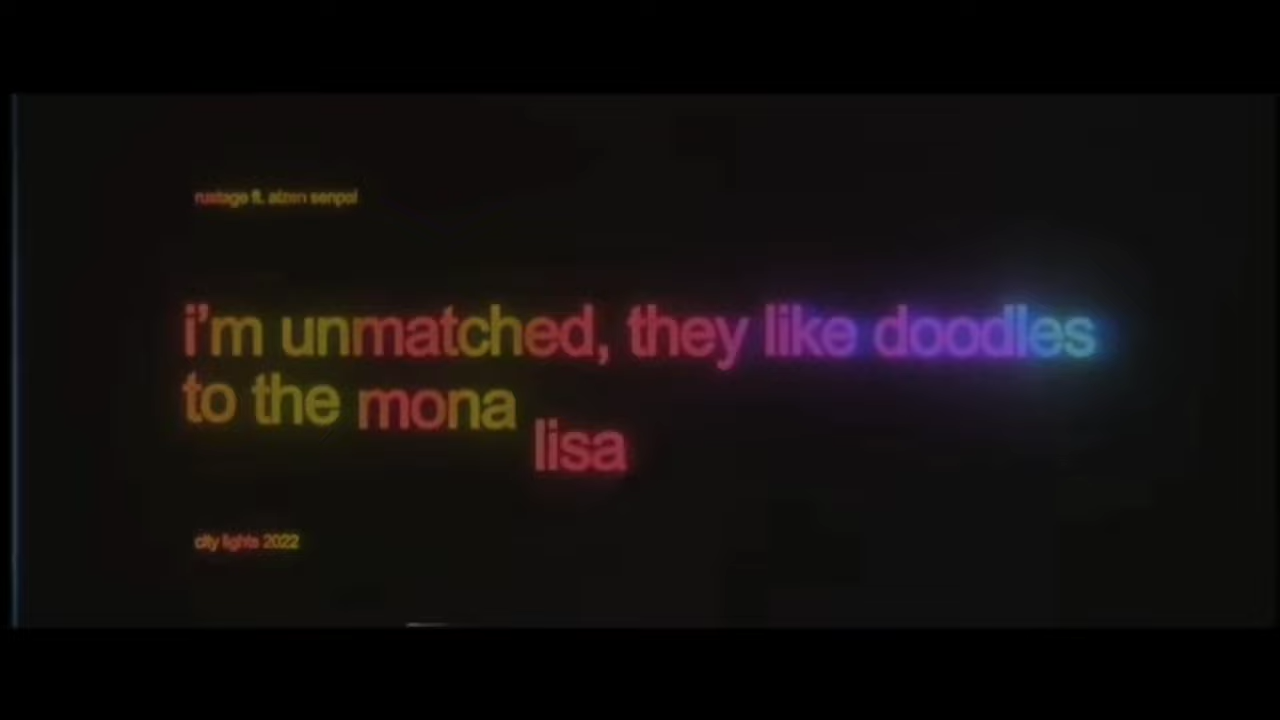 rustage ft. aizen senpai
i'm unmatched, they like doodles
to the mona
lisa
city lights 2022